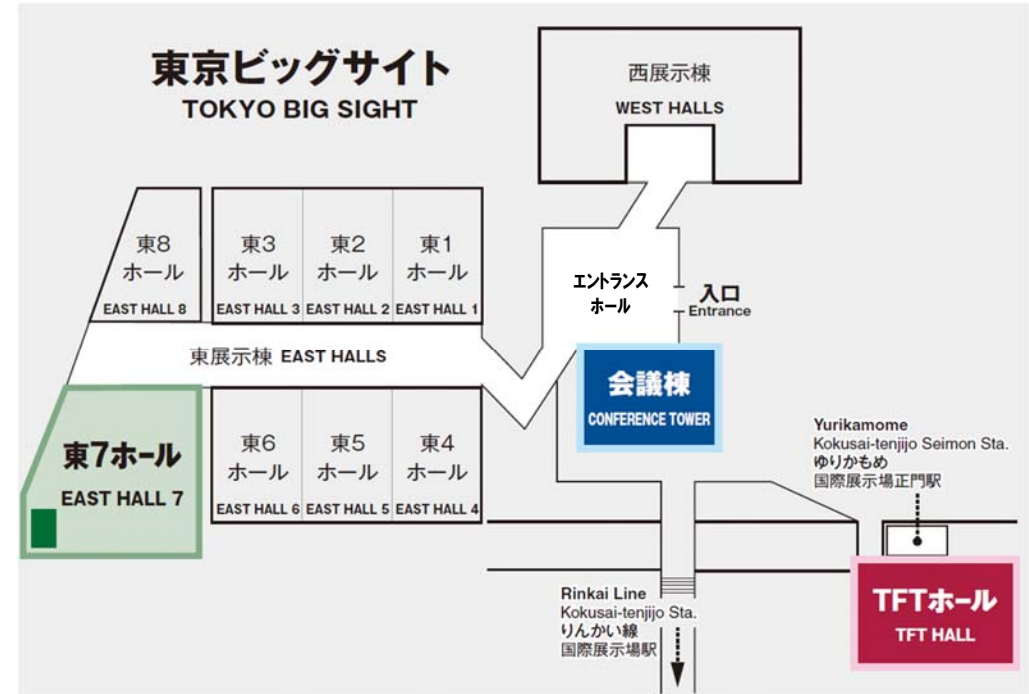 東京ビッグサイト
TOKYO BIG SIGHT
西展示棟
WEST HALLS
東8
ホール
EAST HALL 8
東3
ホール
EAST HALL 3
東2
ホール
EAST HALL 2
東1
ホール
EAST HALL 1
エントランス
ホール
入口
Entrance
東展示棟 EAST HALLS
会議棟
CONFERENCE TOWER
東7ホール
EAST HALL 7
東6
ホール
EAST HALL 6
東5
ホール
EAST HALL 5
東4
ホール
EAST HALL 4
Yurikamome
Kokusai-tenjijo Seimon Sta.
ゆりかもめ
国際展示場正門駅
Rinkai Line
Kokusai-tenjijo Sta.
りんかい線
国際展示場駅
TFTホール
TFT HALL